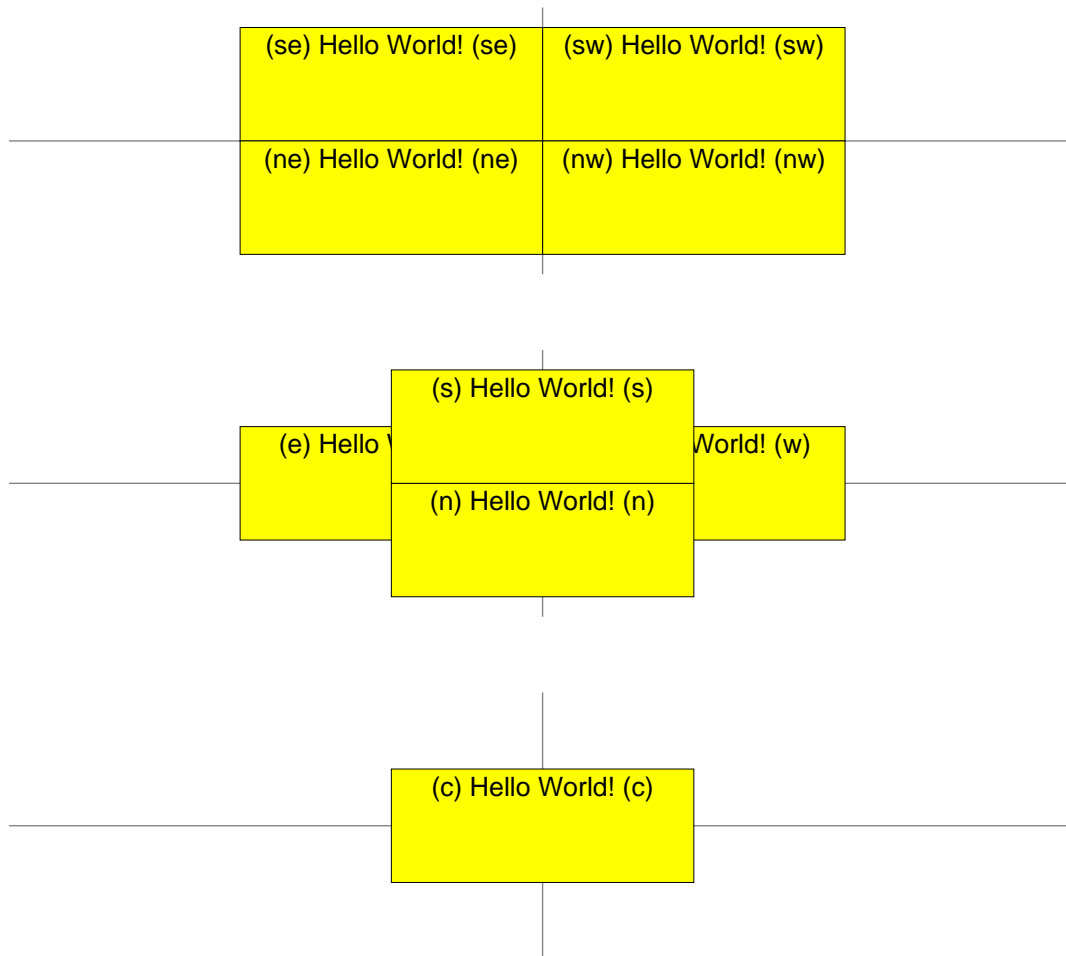 (se) Hello World! (se) (sw) Hello World! (sw)
(ne) Hello World! (ne) (nw) Hello World! (nw)
(s) Hello World! (s)
(e) Hello World! (w)
(n) Hello World! (n)
(c) Hello World! (c)